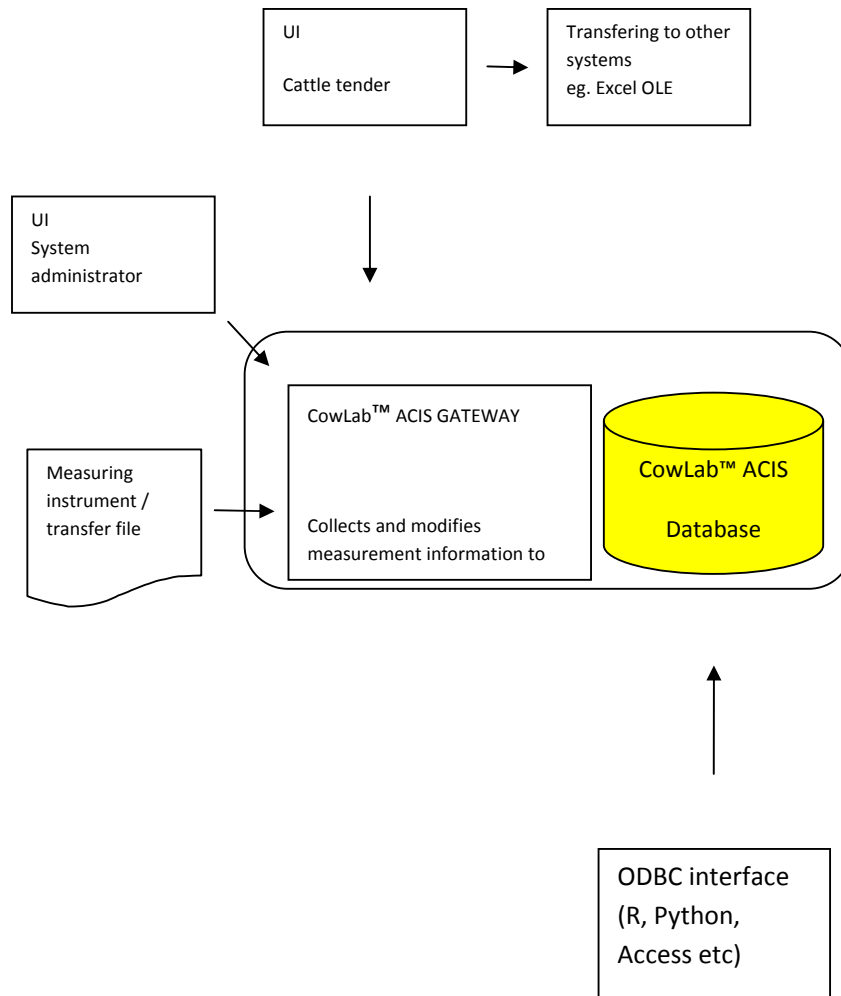 UI
Cattle tender
Transfering to other
systems
eg. Excel OLE
UI
System
administrator
CowLab™ ACIS GATEWAY
Collects and modifies
measurement information to
CowLab™ ACIS
Database
Measuring
instrument /
transfer file
ODBC interface
(R, Python,
Access etc)